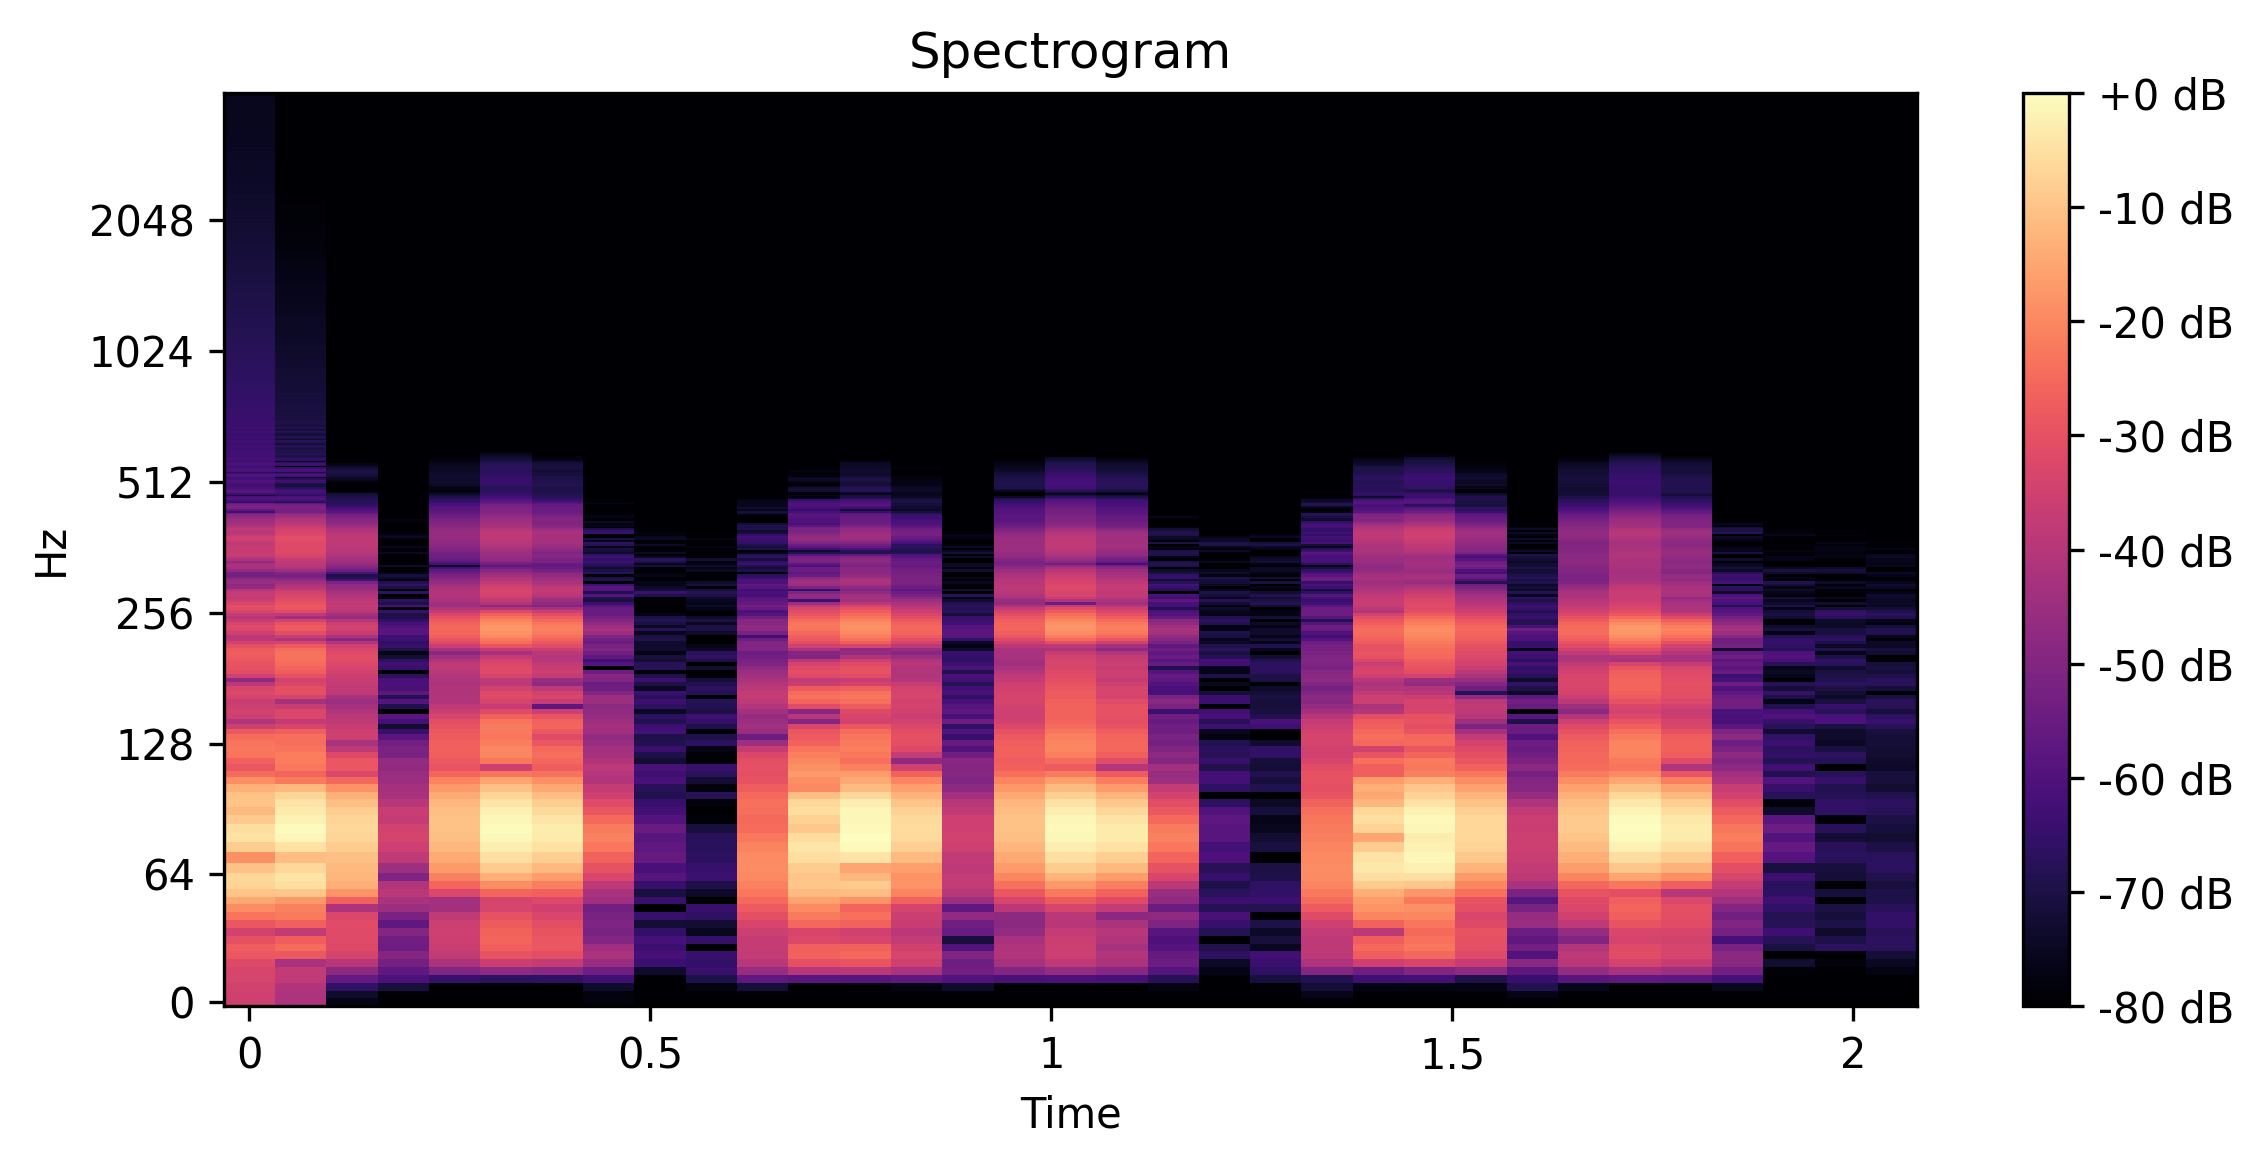 Spectrogram
Hz
2048
1024
512
256
128
64
0
0 0.5 1 1.5 2
Time
+0 dB
-10 dB
-20 dB
-30 dB
-40 dB
-50 dB
-60 dB
-70 dB
-80 dB